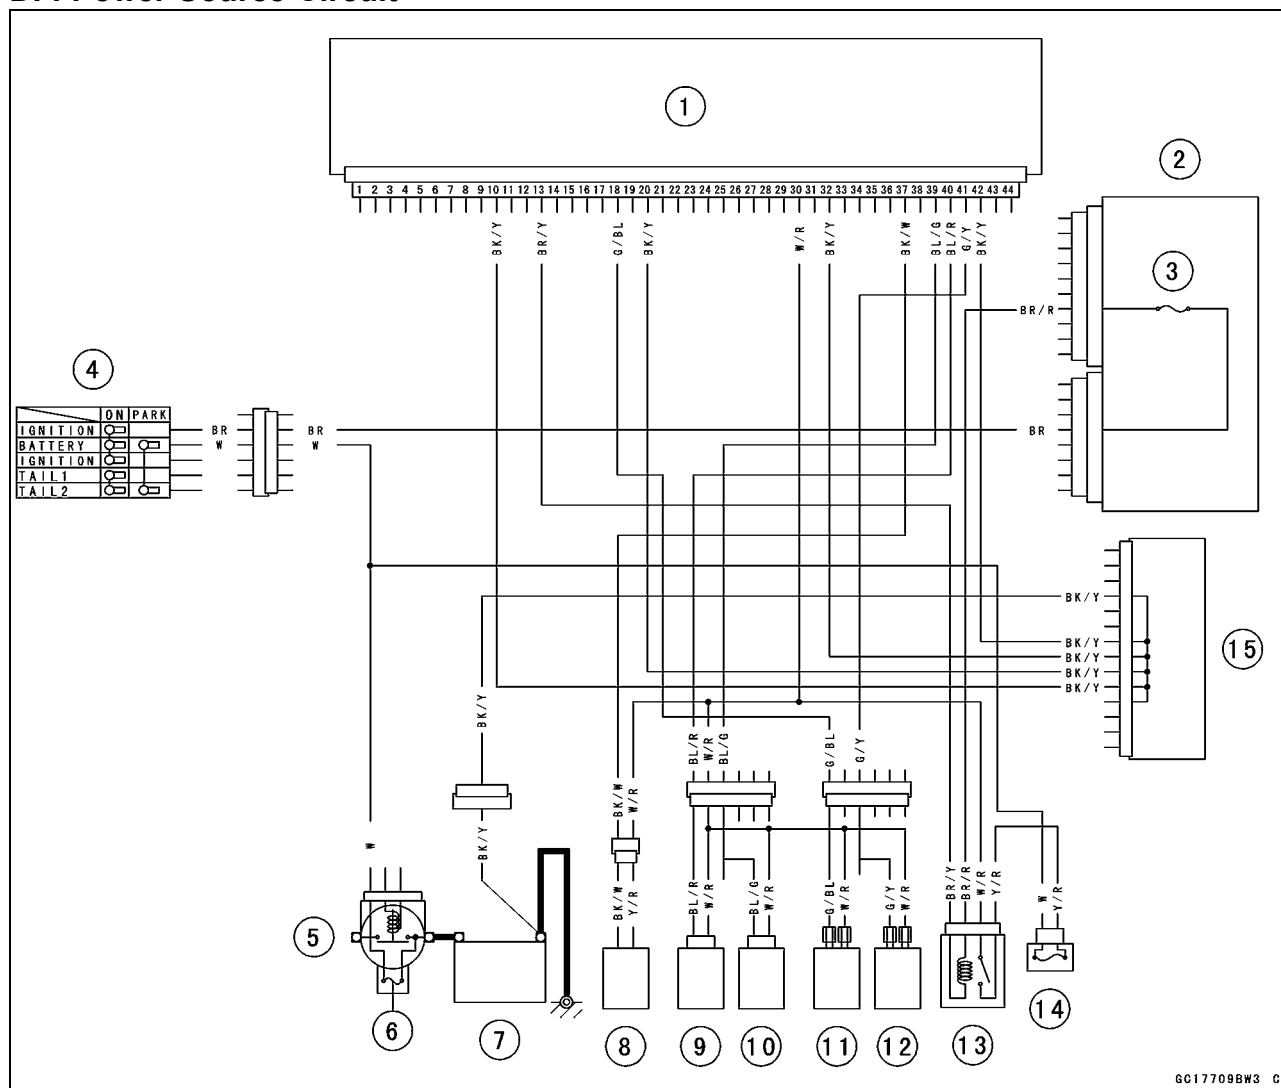 1
1 2 3 4 5 6 7 8 9 10 11 12 13 14 15 16 17 18 19 20 21 22 23 24 25 26 27 28 29 30 31 32 33 34 35 36 37 38 39 40 41 42 43 44
2
BK/Y BR/Y G/BL BK/Y W/R BK/Y BK/W BL/G BL/R G/Y BK/Y
3
BR/R
4
ON PARK
IGNITION
BATTERY
IGNITION
TAIL1
TAIL2
BR BR BR
W W
BK/Y
BK/Y
BK/Y
BK/Y
BK/Y
15
BK/Y
BL/R W/R BL/G G/BL G/Y
BK/W W/R
W BK/Y
BK/W Y/R BL/R W/R BL/G W/R G/BL W/R G/Y W/R BR/Y BR/R W/R Y/R W Y/R
5
6 7 8 9 10 11 12 13 14
GC17709BW3 C